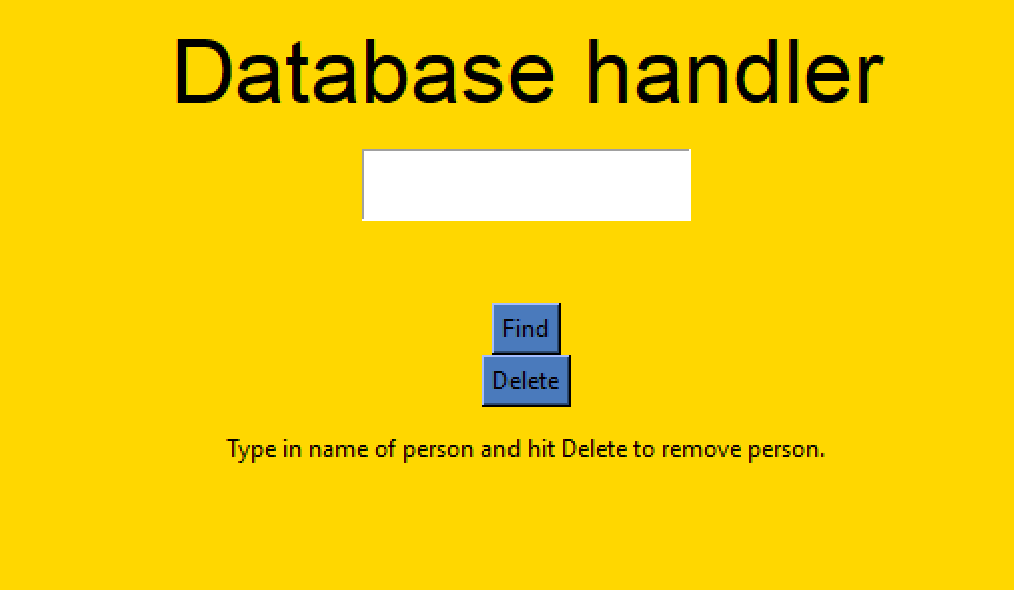 Database handler
Find
Delete
Type in name of person and hit Delete to remove person.